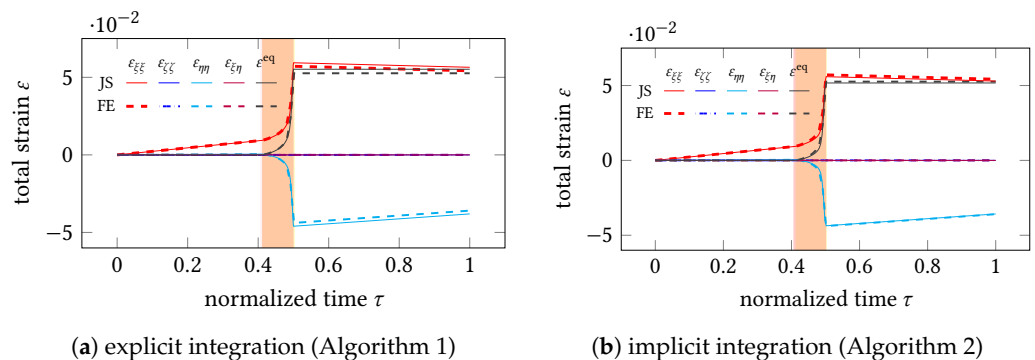 ·10⁻²
5
0
−5
total strain ε
ε_ξξ ε_ζζ ε_ηη ε_ξη ε^eq
JS
FE
0 0.2 0.4 0.6 0.8 1
normalized time τ
(a) explicit integration (Algorithm 1)
·10⁻²
5
0
−5
total strain ε
ε_ξξ ε_ζζ ε_ηη ε_ξη ε^eq
JS
FE
0 0.2 0.4 0.6 0.8 1
normalized time τ
(b) implicit integration (Algorithm 2)